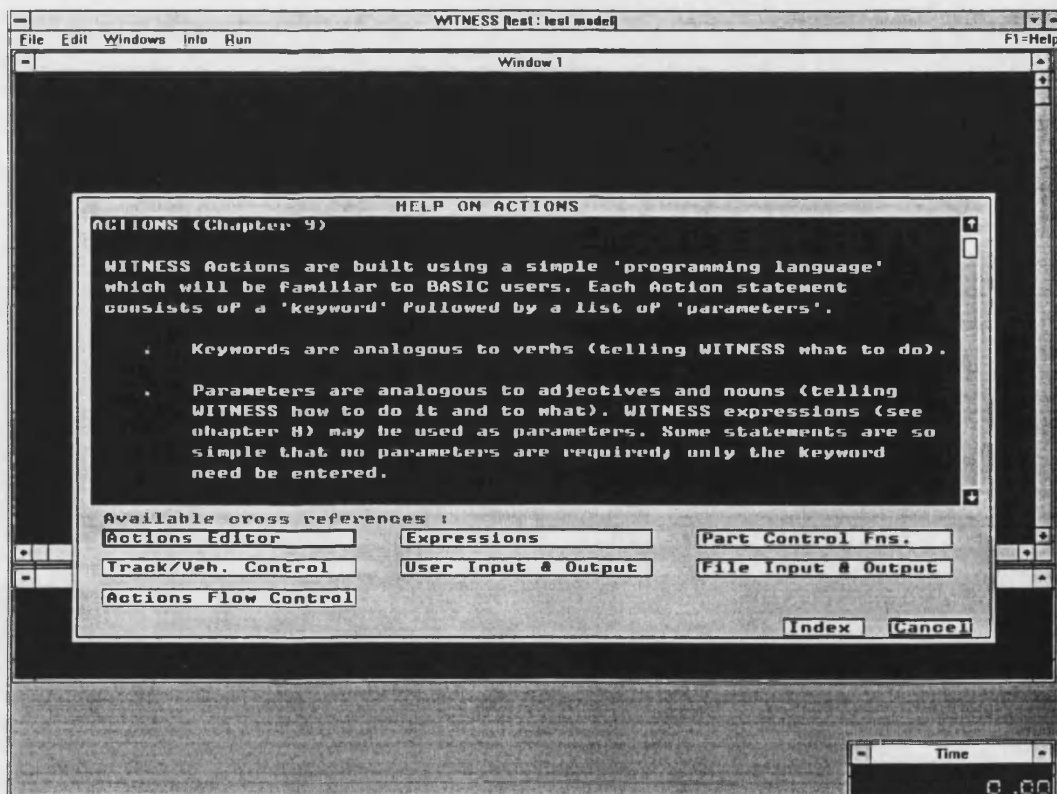 WITNESS [test : test model]
File Edit Windows Info Run F1=Help
Window 1
HELP ON ACTIONS
ACTIONS (Chapter 9)
WITNESS Actions are built using a simple 'programming language'
which will be familiar to BASIC users. Each Action statement
consists of a 'keyword' followed by a list of 'parameters'.
Keywords are analogous to verbs (telling WITNESS what to do).
Parameters are analogous to adjectives and nouns (telling
WITNESS how to do it and to what). WITNESS expressions (see
chapter 8) may be used as parameters. Some statements are so
simple that no parameters are required, only the keyword
need be entered.
Available cross references :
Actions Editor Expressions Part Control Fns.
Track/Veh. Control User Input & Output File Input & Output
Actions Flow Control
Index Cancel
Time
0.00